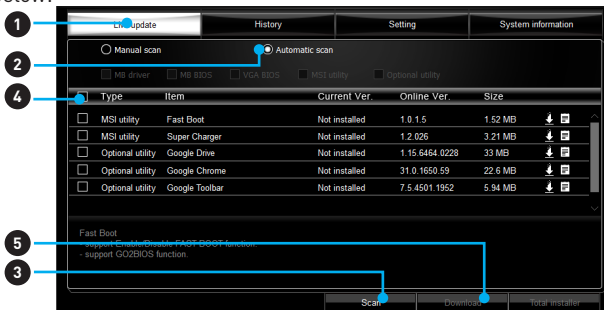 1 Live update History Setting System information
Manual scan Automatic scan
2
MB driver MB BIOS VGA BIOS MSI utility Optional utility
4 Type Item Current Ver. Online Ver. Size
MSI utility Fast Boot Not installed 1.0.1.5 1.52 MB
MSI utility Super Charger Not installed 1.2.026 3.21 MB
Optional utility Google Drive Not installed 1.15.6464.0228 33 MB
Optional utility Google Chrome Not installed 31.0.1650.59 22.6 MB
Optional utility Google Toolbar Not installed 7.5.4501.1952 5.94 MB
Fast Boot
- support Enable/Disable FAST BOOT function.
5
- support GO2BIOS function.
3
Scan Download Total installer